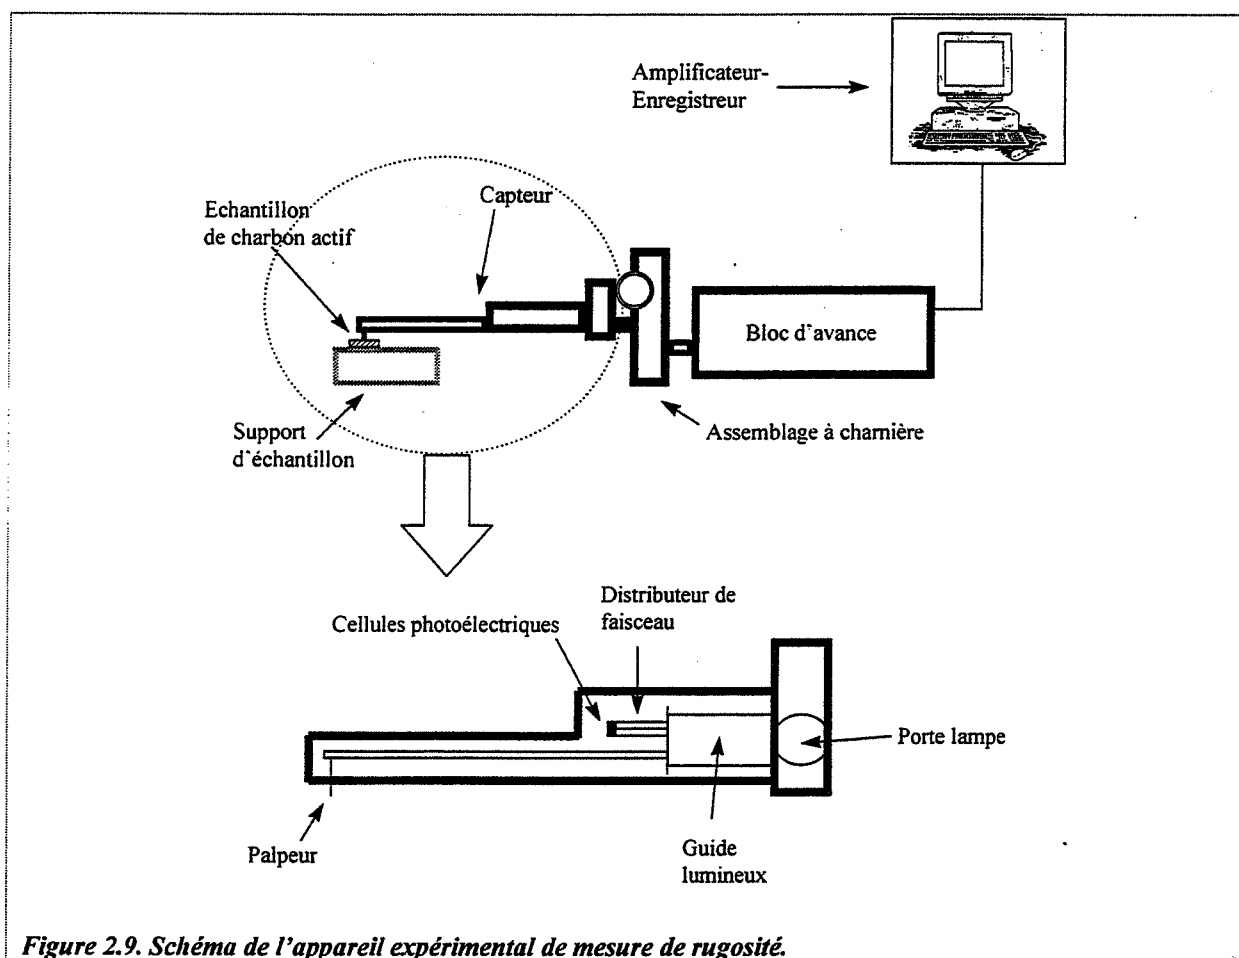 Amplificateur-
Enregistreur
Capteur
Echantillon
de charbon actif
Bloc d'avance
Support
d'échantillon
Assemblage à charnière
Distributeur de
faisceau
Cellules photoélectriques
Porte lampe
Palpeur
Guide
lumineux
Figure 2.9. Schéma de l'appareil expérimental de mesure de rugosité.